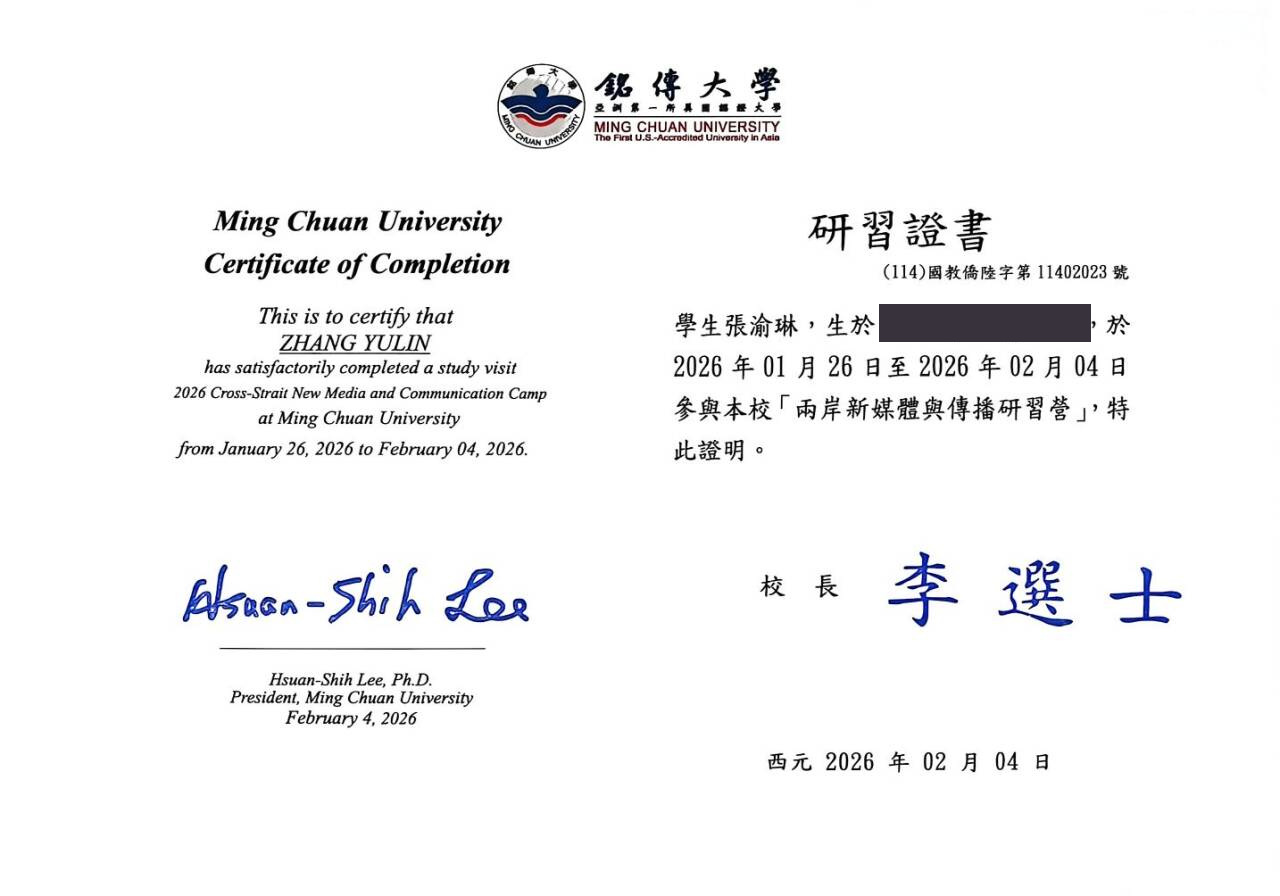 銘傳大學
MING CHUAN UNIVERSITY
銘傳大學
亞洲第一所美國認證大學
MING CHUAN UNIVERSITY
The First U.S.-Accredited University in Asia
Ming Chuan University
Certificate of Completion
This is to certify that
ZHANG YULIN
has satisfactorily completed a study visit
2026 Cross-Strait New Media and Communication Camp
at Ming Chuan University
from January 26, 2026 to February 04, 2026.
Hsuan-Shih Lee
Hsuan-Shih Lee, Ph.D.
President, Ming Chuan University
February 4, 2026
研習證書
(114)國教僑陸字第 11402023 號
學生張渝琳，生於，於
2026 年 01 月 26 日至 2026 年 02 月 04 日
參與本校「兩岸新媒體與傳播研習營」，特
此證明。
校 長 李 選 士
西元 2026 年 02 月 04 日